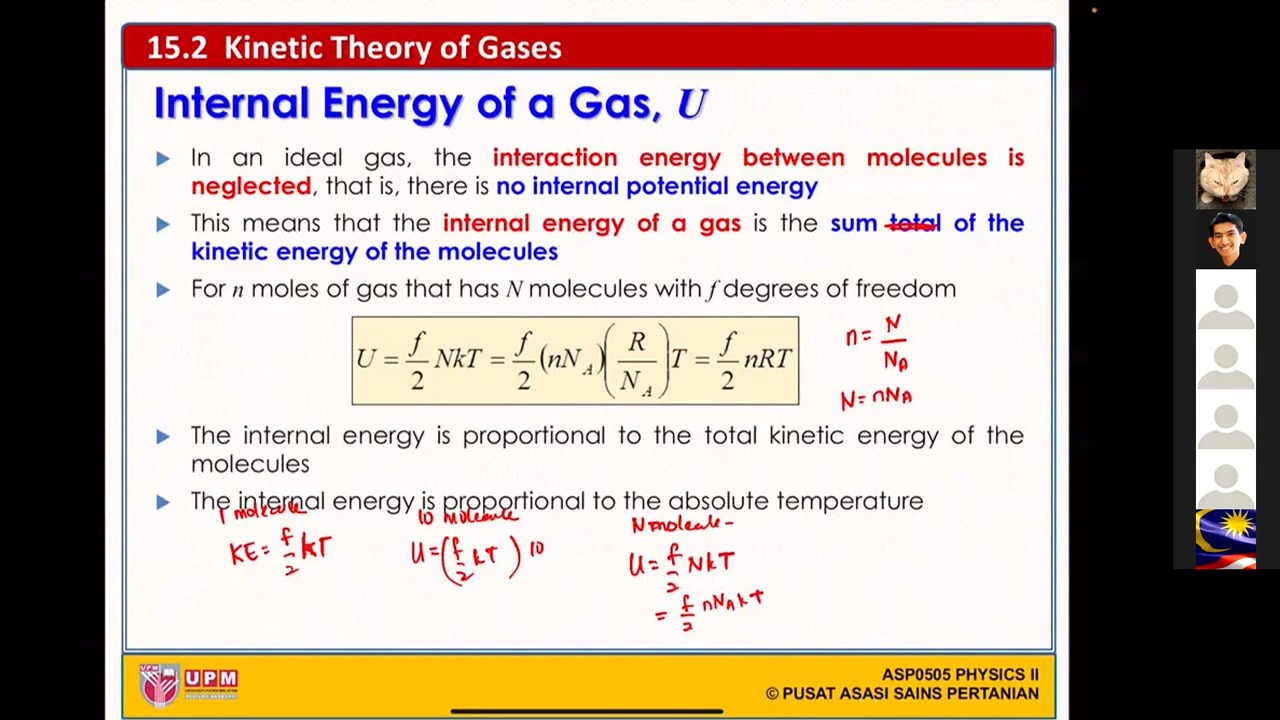 15.2 Kinetic Theory of Gases
Internal Energy of a Gas, U
In an ideal gas, the interaction energy between molecules is
neglected, that is, there is no internal potential energy
This means that the internal energy of a gas is the sum total of the
kinetic energy of the molecules
For n moles of gas that has N molecules with f degrees of freedom
U = f/2 NkT = f/2 (nN_A)(R/N_A)T = f/2 nRT
n = N/N_A
N = nN_A
The internal energy is proportional to the total kinetic energy of the
molecules
The internal energy is proportional to the absolute temperature
1 molecule
KE = f/2 kT
10 molecule
U = (f/2 kT) 10
N molecule
U = f/2 NkT
= f/2 nN_A kT
UPM
UPM
ASP0505 PHYSICS II
© PUSAT ASASI SAINS PERTANIAN